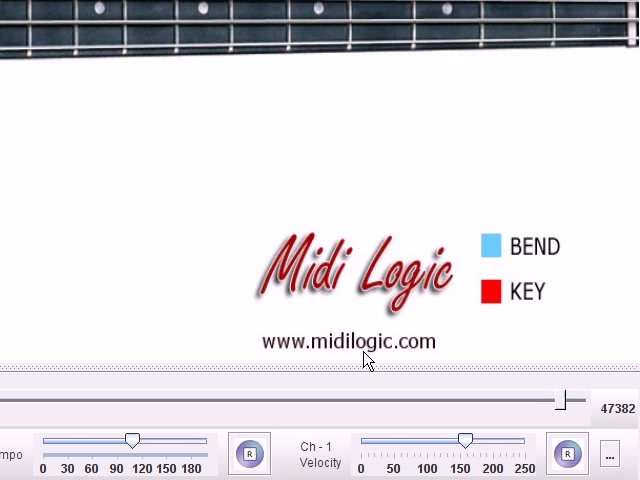 BEND
Midi Logic
KEY
www.midilogic.com
47382
mpo
0 30 60 90 120 150 180
R
Ch - 1
Velocity
0 50 100 150 200 250
R
...